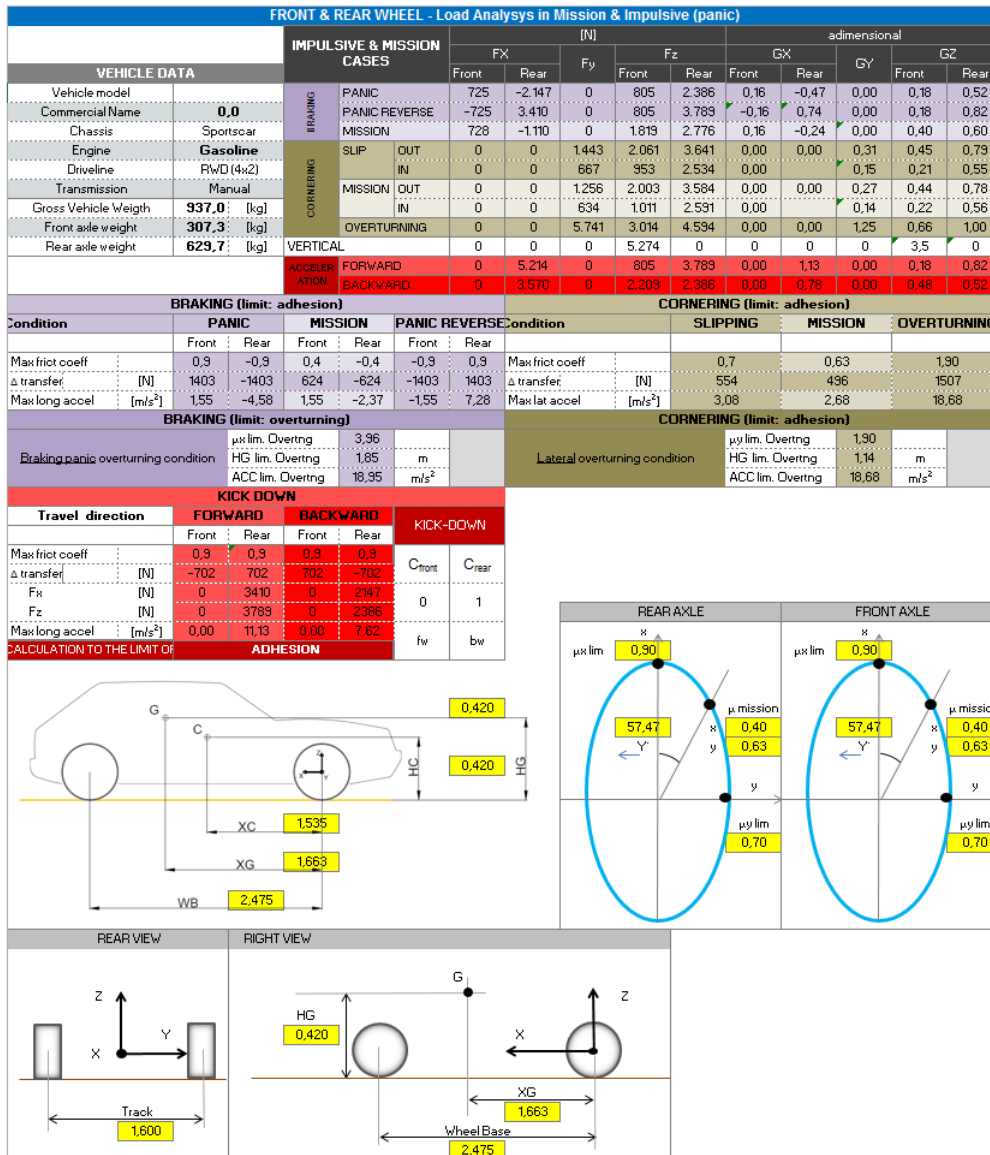 FRONT & REAR WHEEL - Load Analysys in Mission & Impulsive (panic)
IMPULSIVE & MISSION CASES [N] adimensional
FX Fy Fz GX GY GZ
VEHICLE DATA Front Rear Front Rear Front Rear Front Rear
Vehicle model BRAKING PANIC 725 -2.147 0 805 2.386 0,16 -0,47 0,00 0,18 0,52
Commercial Name 0,0 PANIC REVERSE -725 3.410 0 805 3.789 -0,16 0,74 0,00 0,18 0,82
Chassis Sportscar MISSION 728 -1.110 0 1.819 2.776 0,16 -0,24 0,00 0,40 0,60
Engine Gasoline CORNERING SLIP OUT 0 0 1.443 2.061 3.641 0,00 0,00 0,31 0,45 0,79
Driveline RWD (4x2) IN 0 0 667 953 2.534 0,00 0,15 0,21 0,55
Transmission Manual MISSION OUT 0 0 1.256 2.003 3.584 0,00 0,00 0,27 0,44 0,78
Gross Vehicle Weigth 937,0 [kg] IN 0 0 634 1.011 2.591 0,00 0,14 0,22 0,56
Front axle weight 307,3 [kg] OVERTURNING 0 0 5.741 3.014 4.594 0,00 0,00 1,25 0,66 1,00
Rear axle weight 629,7 [kg] VERTICAL 0 0 0 5.274 0 0 0 0 3,5 0
ACCELERATION FORWARD 0 5.214 0 805 3.789 0,00 1,13 0,00 0,18 0,82
BACKWARD 0 3.570 0 2.209 2.386 0,00 0,78 0,00 0,48 0,52
BRAKING (limit: adhesion) CORNERING (limit: adhesion)
Condition PANIC MISSION PANIC REVERSE Condition SLIPPING MISSION OVERTURNING
Front Rear Front Rear Front Rear
Max frict coeff 0,9 -0,9 0,4 -0,4 -0,9 0,9 Max frict coeff 0,7 0,63 1,90
Δ transfer [N] 1403 -1403 624 -624 -1403 1403 Δ transfer [N] 554 496 1507
Max long accel [m/s²] 1,55 -4,58 1,55 -2,37 -1,55 7,28 Max lat accel [m/s²] 3,08 2,68 18,68
BRAKING (limit: overturning) CORNERING (limit: adhesion)
μx lim. Overtng 3,96 μy lim. Overtng 1,90
Braking panic overturning condition HG lim. Overtng 1,85 m Lateral overturning condition HG lim. Overtng 1,14 m
ACC lim. Overtng 18,95 m/s² ACC lim. Overtng 18,68 m/s²
KICK DOWN
Travel direction FORWARD BACKWARD KICK-DOWN
Front Rear Front Rear
Max frict coeff 0,9 0,9 0,9 0,9 Cfront Crear
Δ transfer [N] -702 702 702 -702
Fx [N] 0 3410 0 2147 0 1
Fz [N] 0 3789 0 2386
Max long accel [m/s²] 0,00 11,13 0,00 7,62 fw bw
CALCULATION TO THE LIMIT OF ADHESION
REAR AXLE FRONT AXLE
x x
μx lim 0,90 μx lim 0,90
μ mission μ mission
57,47 x 0,40 57,47 x 0,40
Y' y 0,63 Y' y 0,63
y y
μy lim μy lim
0,70 0,70
G
C
0,420
HC
0,420
HG
z
x Y
XC 1,535
XG 1,663
WB 2,475
REAR VIEW RIGHT VIEW
G
Z Z
HG
0,420
Y
X
X
XG
1,663
Track
1,600
Wheel Base
2,475